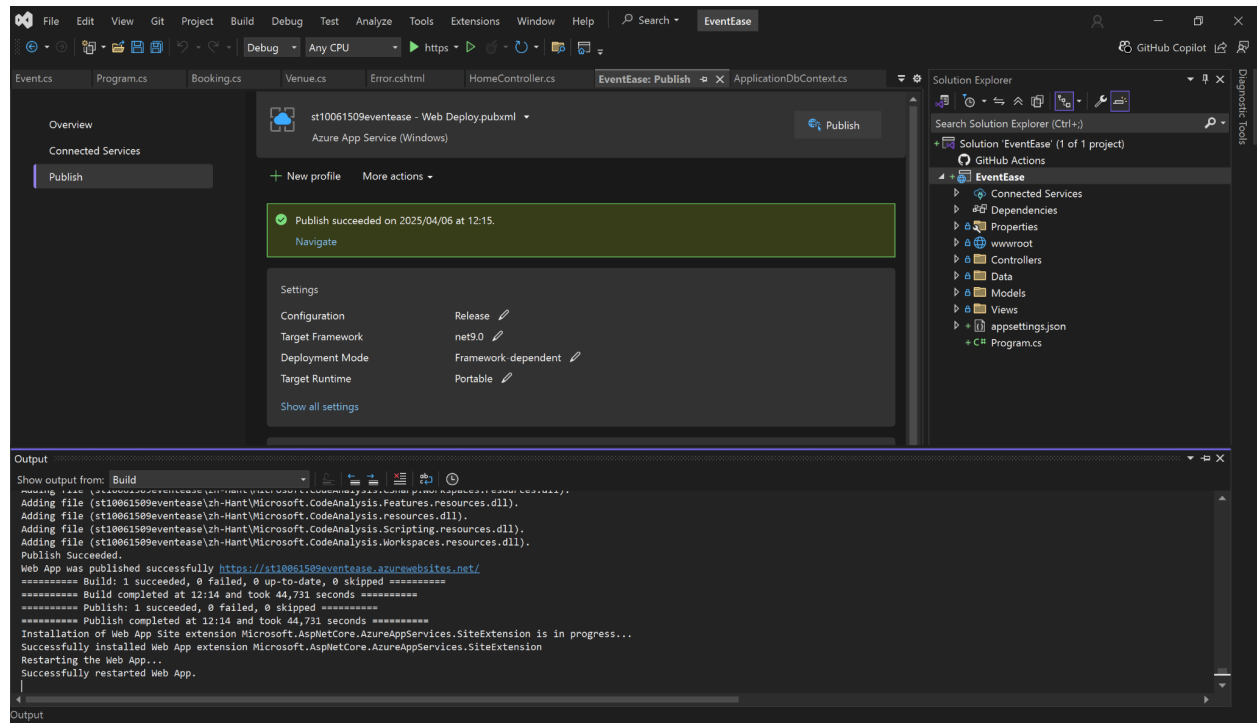 File Edit View Git Project Build Debug Test Analyze Tools Extensions Window Help Search EventEase
Debug Any CPU https GitHub Copilot
Event.cs Program.cs Booking.cs Venue.cs Error.cshtml HomeController.cs EventEase: Publish ApplicationDbContext.cs
Overview
Connected Services
Publish
st10061509eventease - Web Deploy.pubxml
Azure App Service (Windows)
Publish
New profile More actions
Publish succeeded on 2025/04/06 at 12:15.
Navigate
Settings
Configuration Release
Target Framework net9.0
Deployment Mode Framework-dependent
Target Runtime Portable
Show all settings
Solution Explorer
Search Solution Explorer (Ctrl+;)
Solution 'EventEase' (1 of 1 project)
GitHub Actions
EventEase
Connected Services
Dependencies
Properties
wwwroot
Controllers
Data
Models
Views
appsettings.json
C# Program.cs
Diagnostic Tools
Output
Show output from: Build
Adding file (st10061509eventease\zh-Hant\Microsoft.CodeAnalysis.CSharp.Workspaces.resources.dll).
Adding file (st10061509eventease\zh-Hant\Microsoft.CodeAnalysis.Features.resources.dll).
Adding file (st10061509eventease\zh-Hant\Microsoft.CodeAnalysis.resources.dll).
Adding file (st10061509eventease\zh-Hant\Microsoft.CodeAnalysis.Scripting.resources.dll).
Adding file (st10061509eventease\zh-Hant\Microsoft.CodeAnalysis.Workspaces.resources.dll).
Publish Succeeded.
Web App was published successfully https://st10061509eventease.azurewebsites.net/
========== Build: 1 succeeded, 0 failed, 0 up-to-date, 0 skipped ==========
========== Build completed at 12:14 and took 44,731 seconds ==========
========== Publish: 1 succeeded, 0 failed, 0 skipped ==========
========== Publish completed at 12:14 and took 44,731 seconds ==========
Installation of Web App Site extension Microsoft.AspNetCore.AzureAppServices.SiteExtension is in progress...
Successfully installed Web App extension Microsoft.AspNetCore.AzureAppServices.SiteExtension
Restarting the Web App...
Successfully restarted Web App.
Output